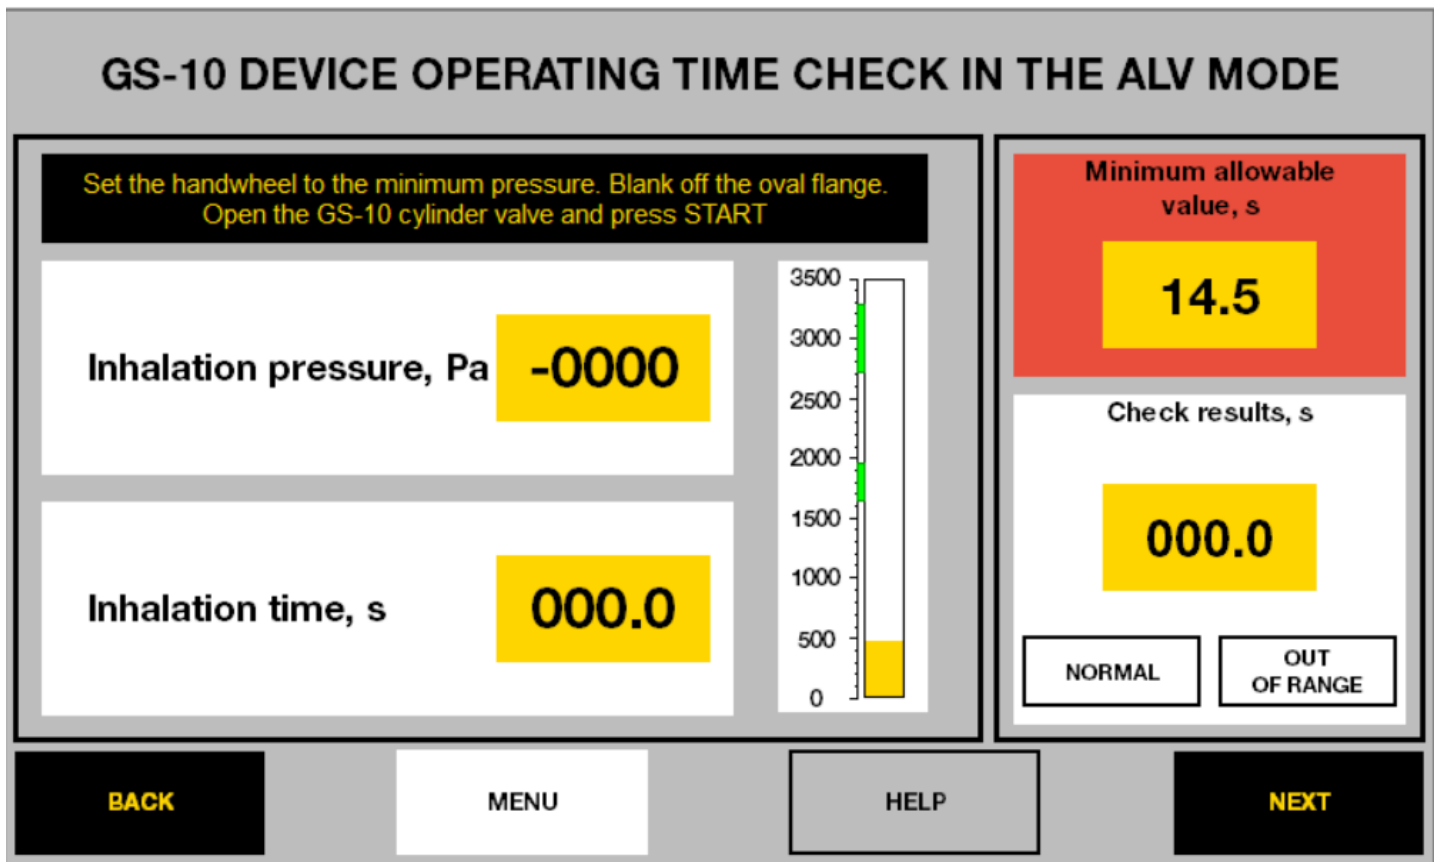 GS-10 DEVICE OPERATING TIME CHECK IN THE ALV MODE
Set the handwheel to the minimum pressure. Blank off the oval flange.
Open the GS-10 cylinder valve and press START
Inhalation pressure, Pa
-0000
Inhalation time, s
000.0
3500
3000
2500
2000
1500
1000
500
0
Minimum allowable
value, s
14.5
Check results, s
000.0
NORMAL
OUT
OF RANGE
BACK
MENU
HELP
NEXT